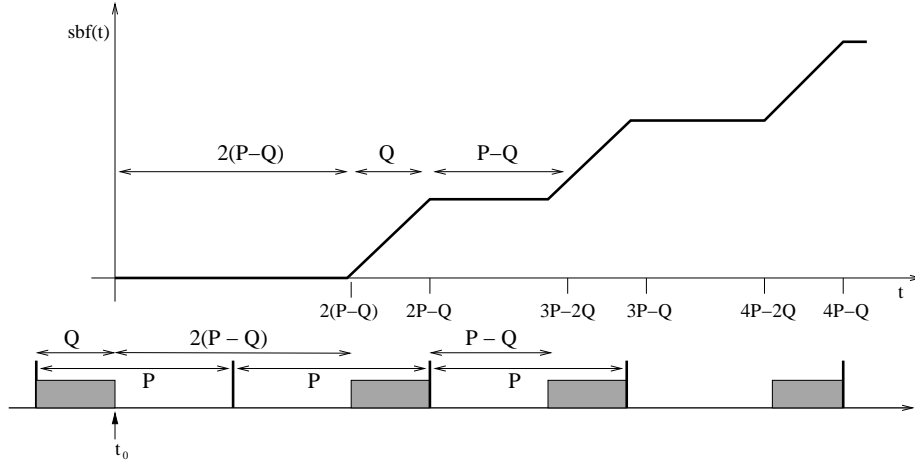 sbf(t)
2(P−Q) Q P−Q
t
2(P−Q) 2P−Q 3P−2Q 3P−Q 4P−2Q 4P−Q
Q 2(P − Q) P − Q
P P P
t0